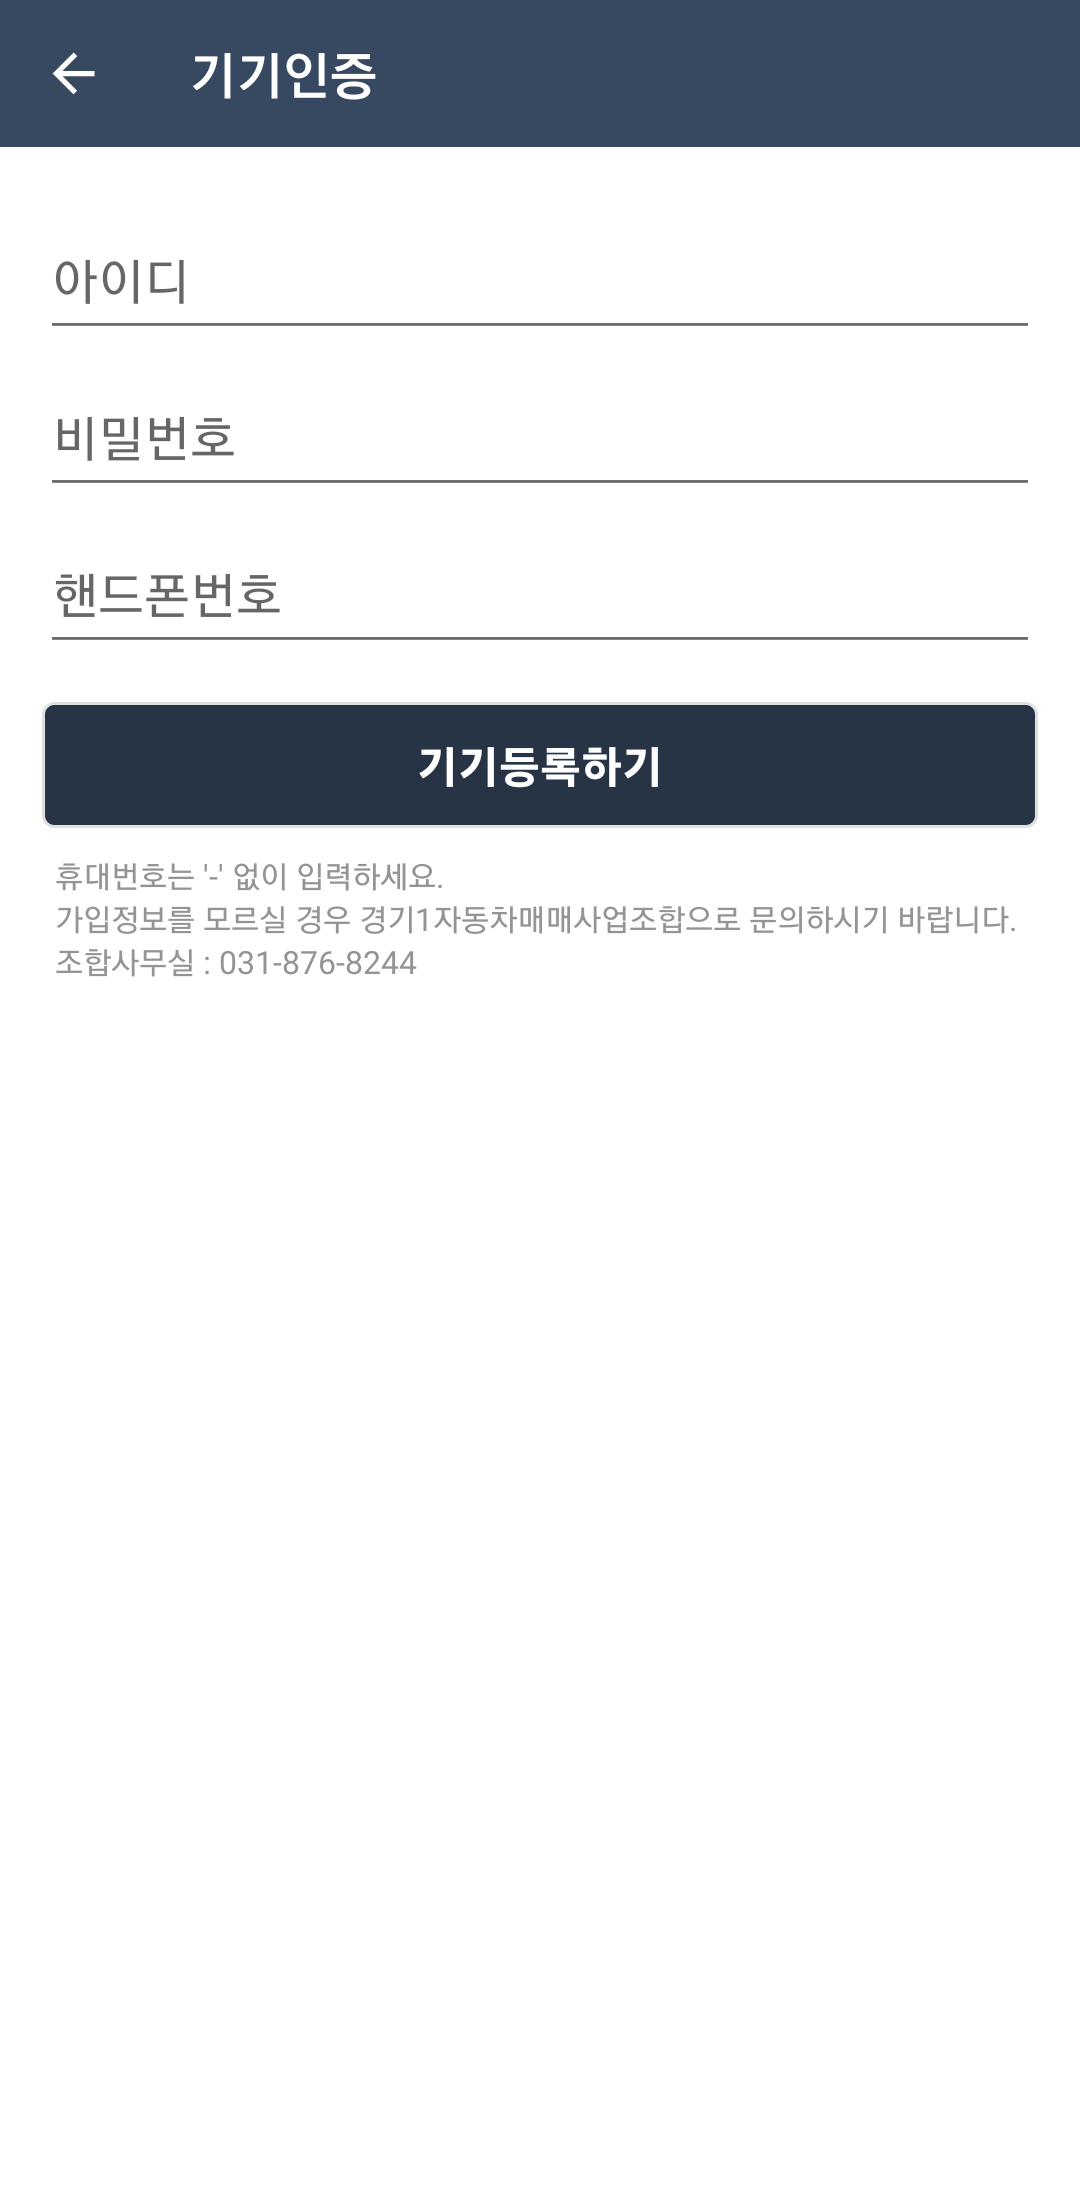 기기인증
아이디
비밀번호
핸드폰번호
기기등록하기
휴대번호는 '-' 없이 입력하세요.
가입정보를 모르실 경우 경기1자동차매매사업조합으로 문의하시기 바랍니다.
조합사무실 : 031-876-8244